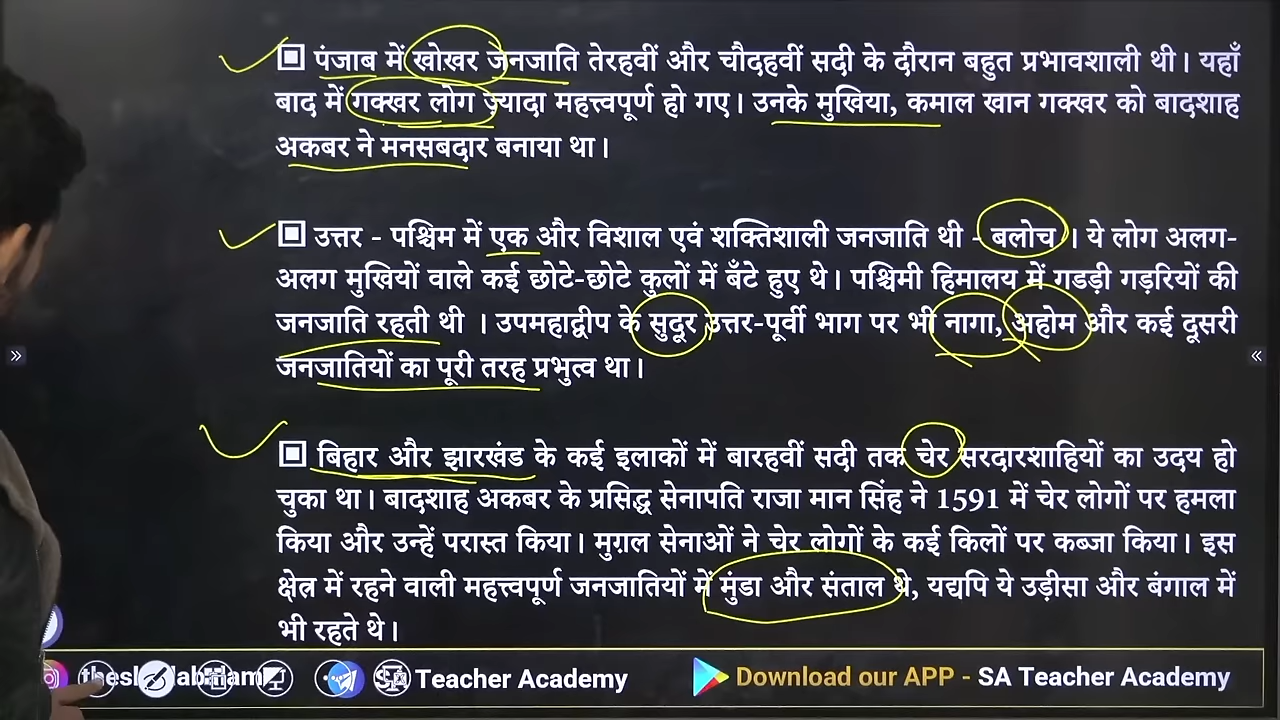 पंजाब में खोखर जनजाति तेरहवीं और चौदहवीं सदी के दौरान बहुत प्रभावशाली थी। यहाँ
बाद में गक्खर लोग ज़्यादा महत्त्वपूर्ण हो गए। उनके मुखिया, कमाल खान गक्खर को बादशाह
अकबर ने मनसबदार बनाया था।
उत्तर - पश्चिम में एक और विशाल एवं शक्तिशाली जनजाति थी - बलोच । ये लोग अलग-
अलग मुखियों वाले कई छोटे-छोटे कुलों में बँटे हुए थे। पश्चिमी हिमालय में गडड़ी गड़रियों की
जनजाति रहती थी । उपमहाद्वीप के सुदूर उत्तर-पूर्वी भाग पर भी नागा, अहोम और कई दूसरी
जनजातियों का पूरी तरह प्रभुत्व था।
बिहार और झारखंड के कई इलाकों में बारहवीं सदी तक चेर सरदारशाहियों का उदय हो
चुका था। बादशाह अकबर के प्रसिद्ध सेनापति राजा मान सिंह ने 1591 में चेर लोगों पर हमला
किया और उन्हें परास्त किया। मुग़ल सेनाओं ने चेर लोगों के कई किलों पर कब्जा किया। इस
क्षेत्र में रहने वाली महत्त्वपूर्ण जनजातियों में मुंडा और संताल थे, यद्यपि ये उड़ीसा और बंगाल में
भी रहते थे।
Teacher Academy Download our APP - SA Teacher Academy